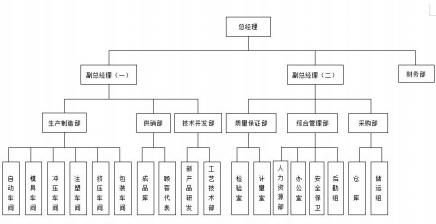 总经理
副总经理（一）
副总经理（二）
财务部
生产制造部
供销部
技术开发部
质量保证部
综合管理部
采购部
自动车间
模具车间
冲压车间
注塑车间
挤压车间
包装车间
成品库
顾客代表
新产品研发
工艺技术部
检验室
计量室
人力资源部
办公室
安全保卫
后勤组
仓库
储运组